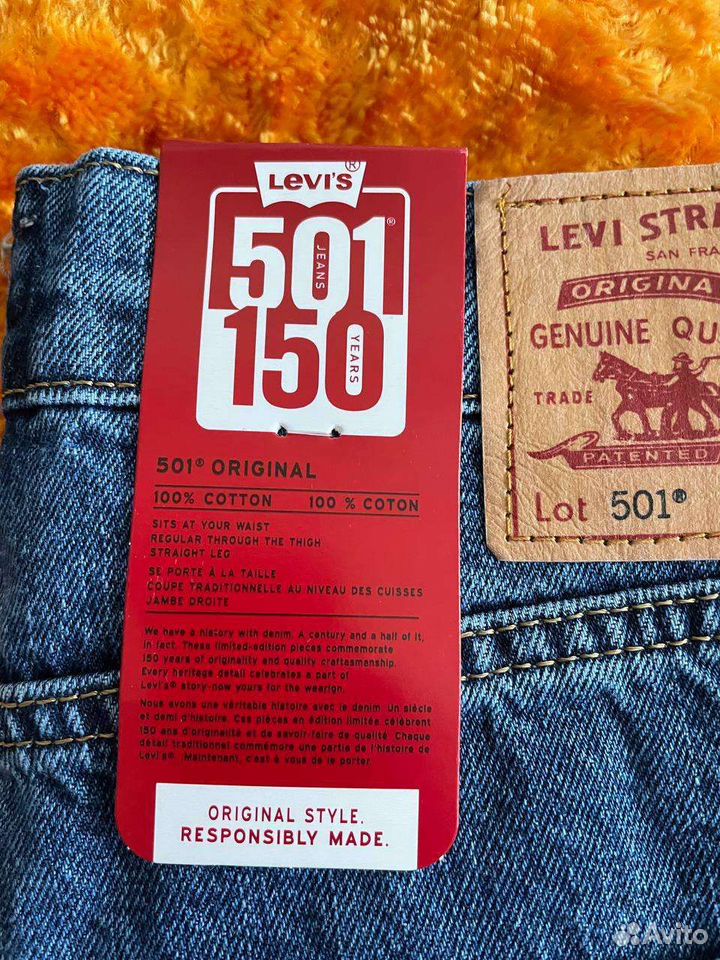 LEVI'S®
501®
JEANS
150
YEARS
501® ORIGINAL
100% COTTON 100 % COTON
SITS AT YOUR WAIST
REGULAR THROUGH THE THIGH
STRAIGHT LEG
SE PORTE À LA TAILLE
COUPE TRADITIONNELLE AU NIVEAU DES CUISSES
JAMBE DROITE
We have a history with denim. A century and a half of it,
in fact. These limited-edition pieces commemorate
150 years of originality and quality craftsmanship.
Every heritage detail celebrates a part of
Levi's® story-now yours for the wearign.
Nous avons une véritable histoire avec le denim. Un siècle
et demi d'histoire. Ces pièces en édition limitée célèbrent
150 ans d'originalité et de savoir-faire de qualité. Chaque
détail traditionnel commémore une partie de l'histoire de
Levi's®. Maintenant, c'est à vous de le porter.
ORIGINAL STYLE.
RESPONSIBLY MADE.
LEVI STRA
SAN FRA
ORIGINA
GENUINE QU
TRADE
PATENTED
Lot 501®
Avito